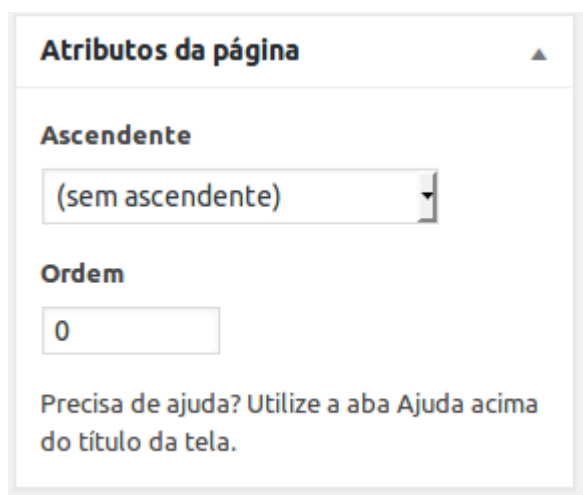 Atributos da página
Ascendente
(sem ascendente)
Ordem
0
Precisa de ajuda? Utilize a aba Ajuda acima
do título da tela.